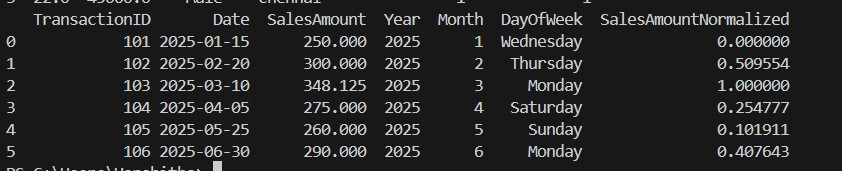 TransactionID Date SalesAmount Year Month DayOfWeek SalesAmountNormalized
0 101 2025-01-15 250.000 2025 1 Wednesday 0.000000
1 102 2025-02-20 300.000 2025 2 Thursday 0.509554
2 103 2025-03-10 348.125 2025 3 Monday 1.000000
3 104 2025-04-05 275.000 2025 4 Saturday 0.254777
4 105 2025-05-25 260.000 2025 5 Sunday 0.101911
5 106 2025-06-30 290.000 2025 6 Monday 0.407643